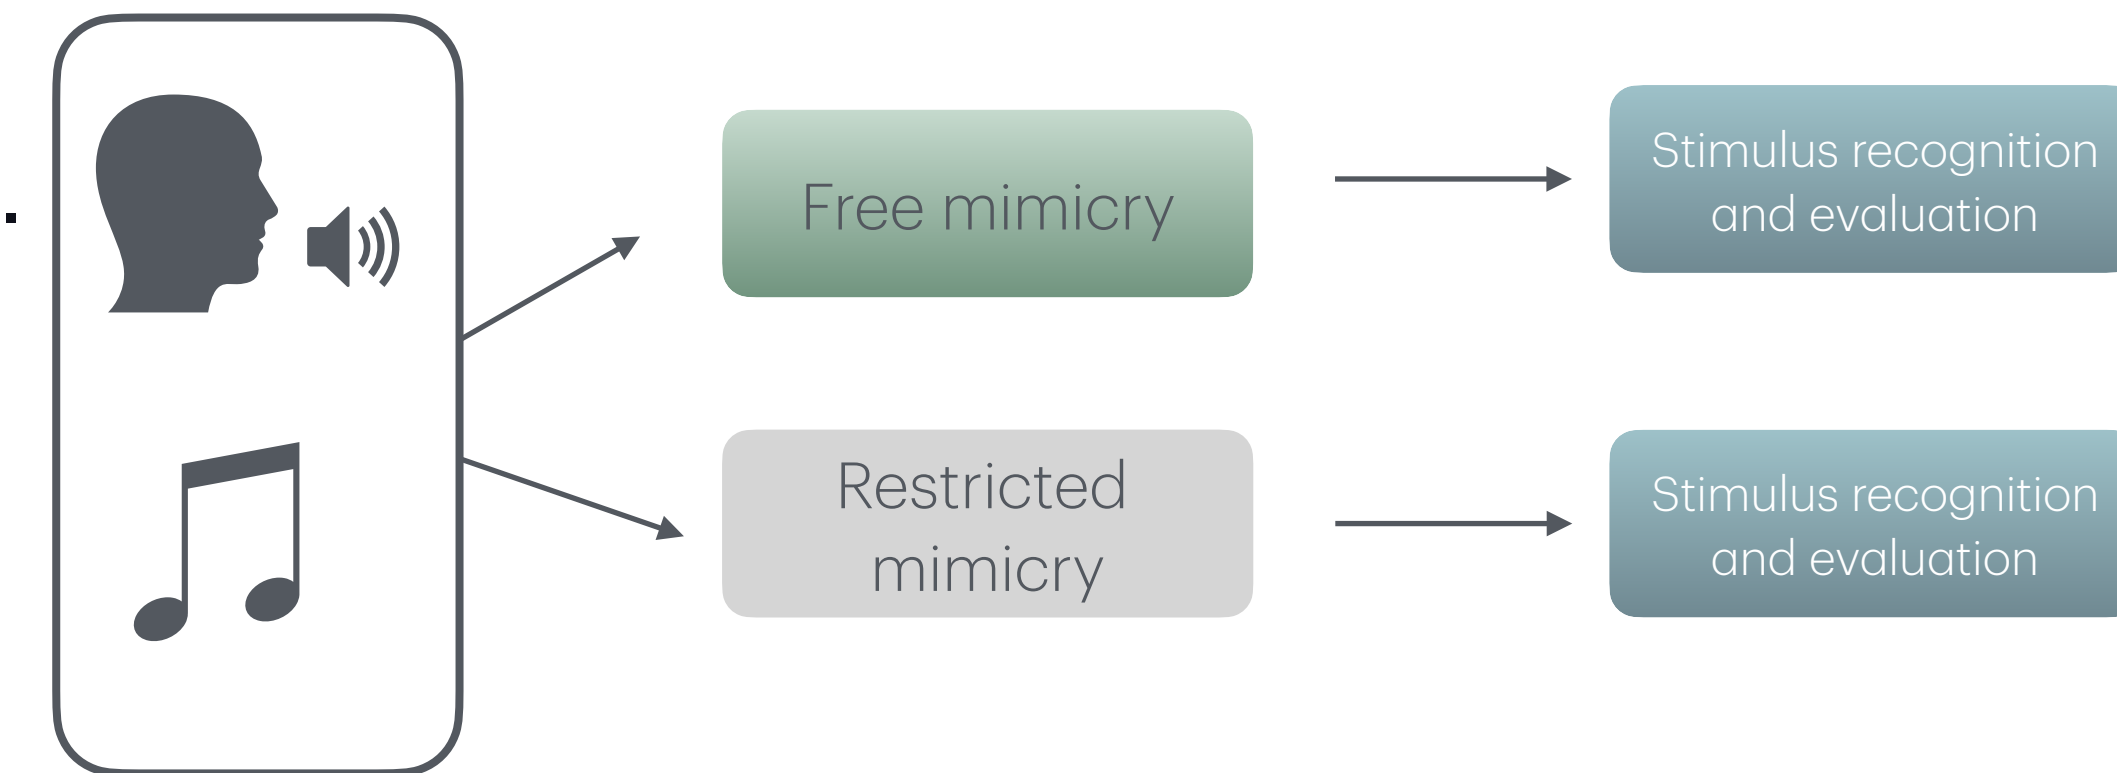 Free mimicry
Stimulus recognition
and evaluation
Restricted
mimicry
Stimulus recognition
and evaluation